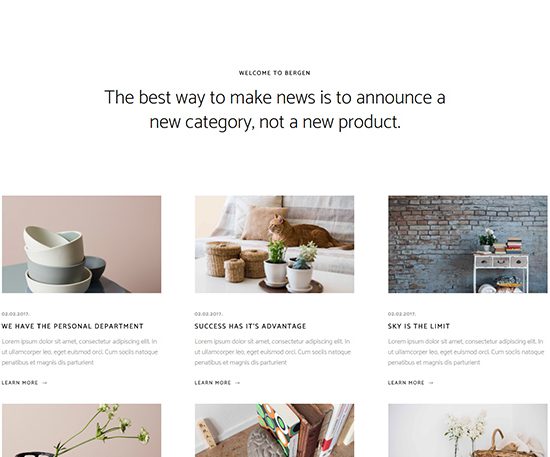 WELCOME TO BERGEN
The best way to make news is to announce a
new category, not a new product.
02.02.2017.
WE HAVE THE PERSONAL DEPARTMENT
Lorem ipsum dolor sit amet, consectetur adipiscing elit. In
ut ullamcorper leo, eget euismod orci. Cum sociis natoque
penatibus et magnis dis parturient
LEARN MORE →
02.02.2017.
SUCCESS HAS IT'S ADVANTAGE
Lorem ipsum dolor sit amet, consectetur adipiscing elit. In
ut ullamcorper leo, eget euismod orci. Cum sociis natoque
penatibus et magnis dis parturient
LEARN MORE →
02.02.2017.
SKY IS THE LIMIT
Lorem ipsum dolor sit amet, consectetur adipiscing elit. In
ut ullamcorper leo, eget euismod orci. Cum sociis natoque
penatibus et magnis dis parturient
LEARN MORE →